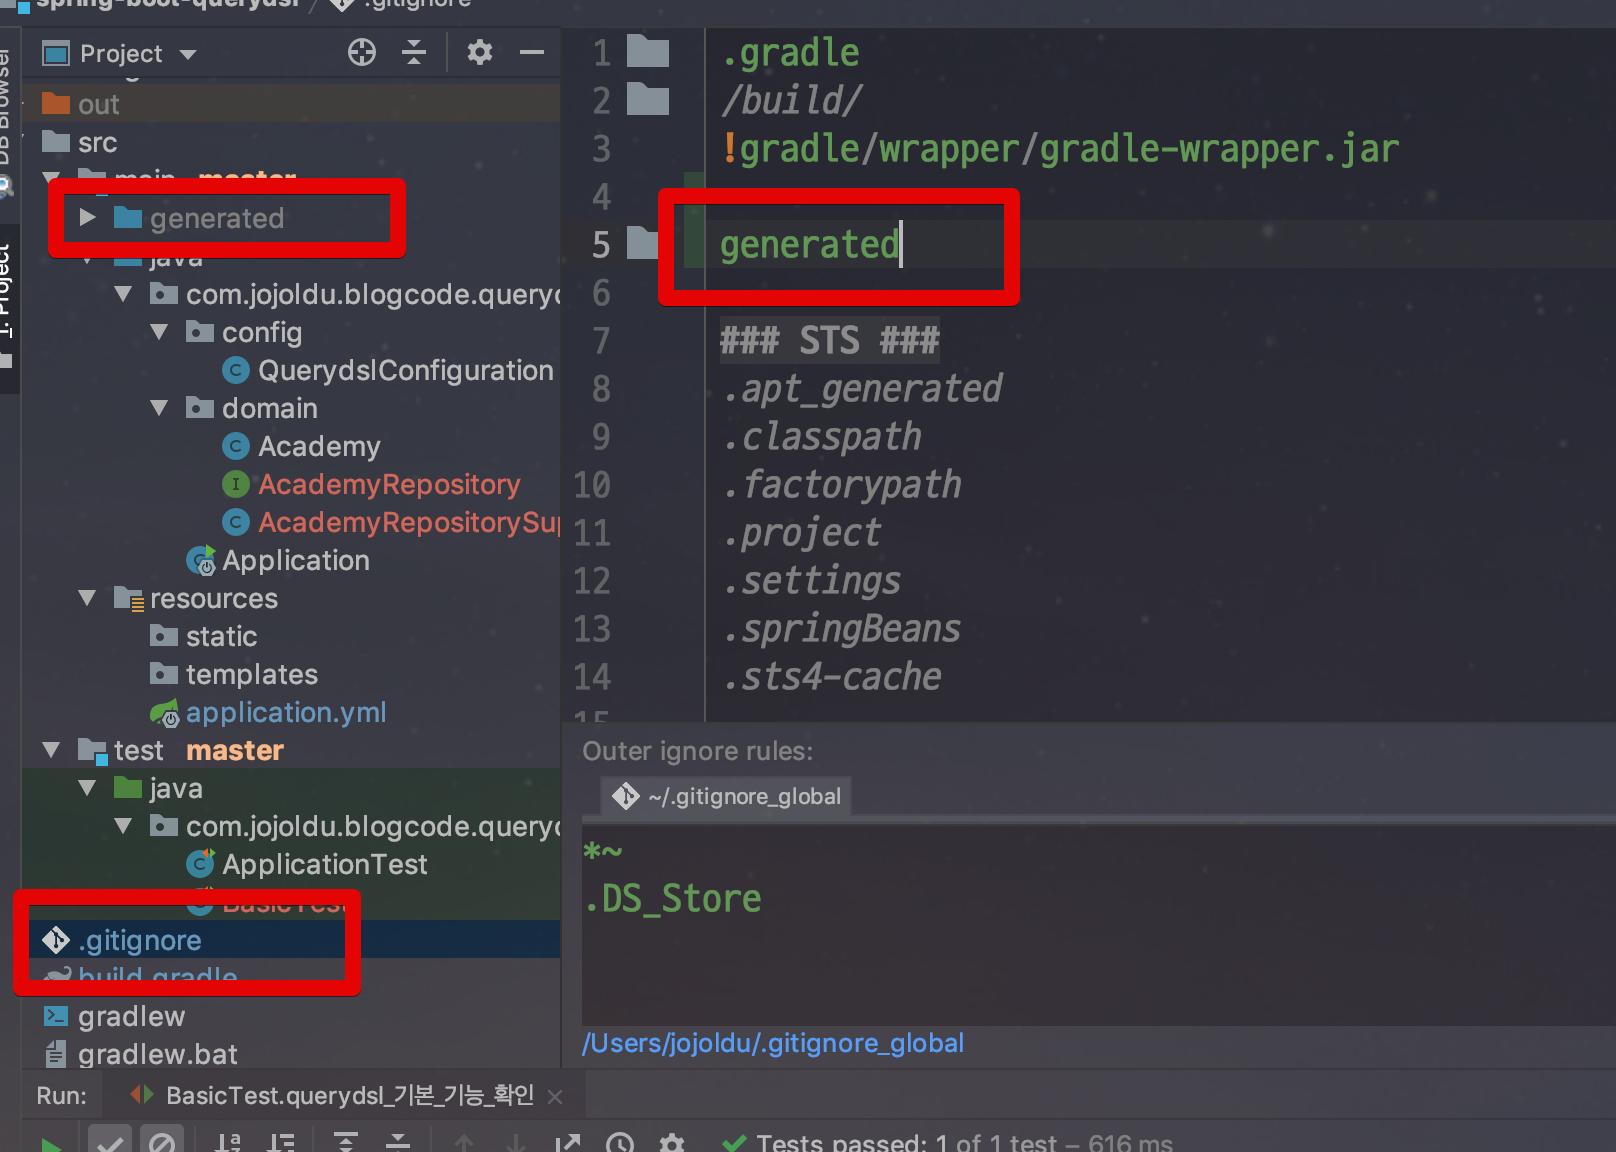 spring-boot-querydsl / .gitignore
DB Browser
1: Project
Project
out
src
main master
generated
java
com.jojoldu.blogcode.query
config
QuerydslConfiguration
domain
Academy
AcademyRepository
AcademyRepositorySup
Application
resources
static
templates
application.yml
test master
java
com.jojoldu.blogcode.query
ApplicationTest
BasicTest
.gitignore
build.gradle
gradlew
gradlew.bat
1 .gradle
2 /build/
3 !gradle/wrapper/gradle-wrapper.jar
4
5 generated
6
7 ### STS ###
8 .apt_generated
9 .classpath
10 .factorypath
11 .project
12 .settings
13 .springBeans
14 .sts4-cache
15
Outer ignore rules:
~/.gitignore_global
*~
.DS_Store
/Users/jojoldu/.gitignore_global
Run: BasicTest.querydsl_기본_기능_확인
Tests passed: 1 of 1 test – 616 ms